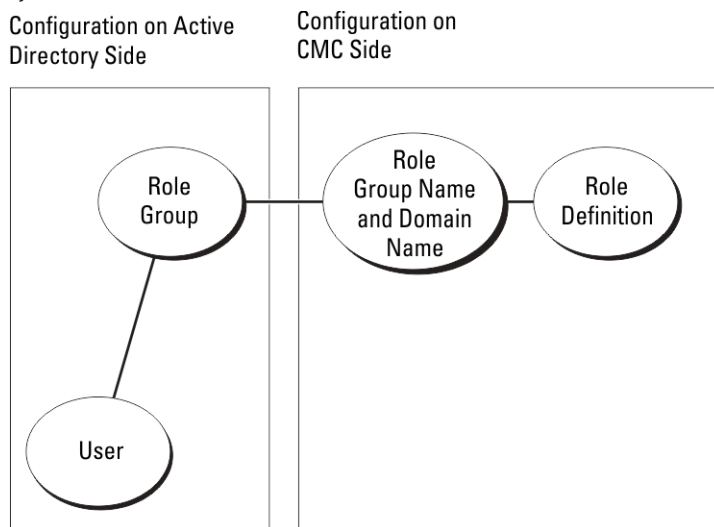 Configuration on Active
Directory Side
Configuration on
CMC Side
Role
Group
Role
Group Name
and Domain
Name
Role
Definition
User